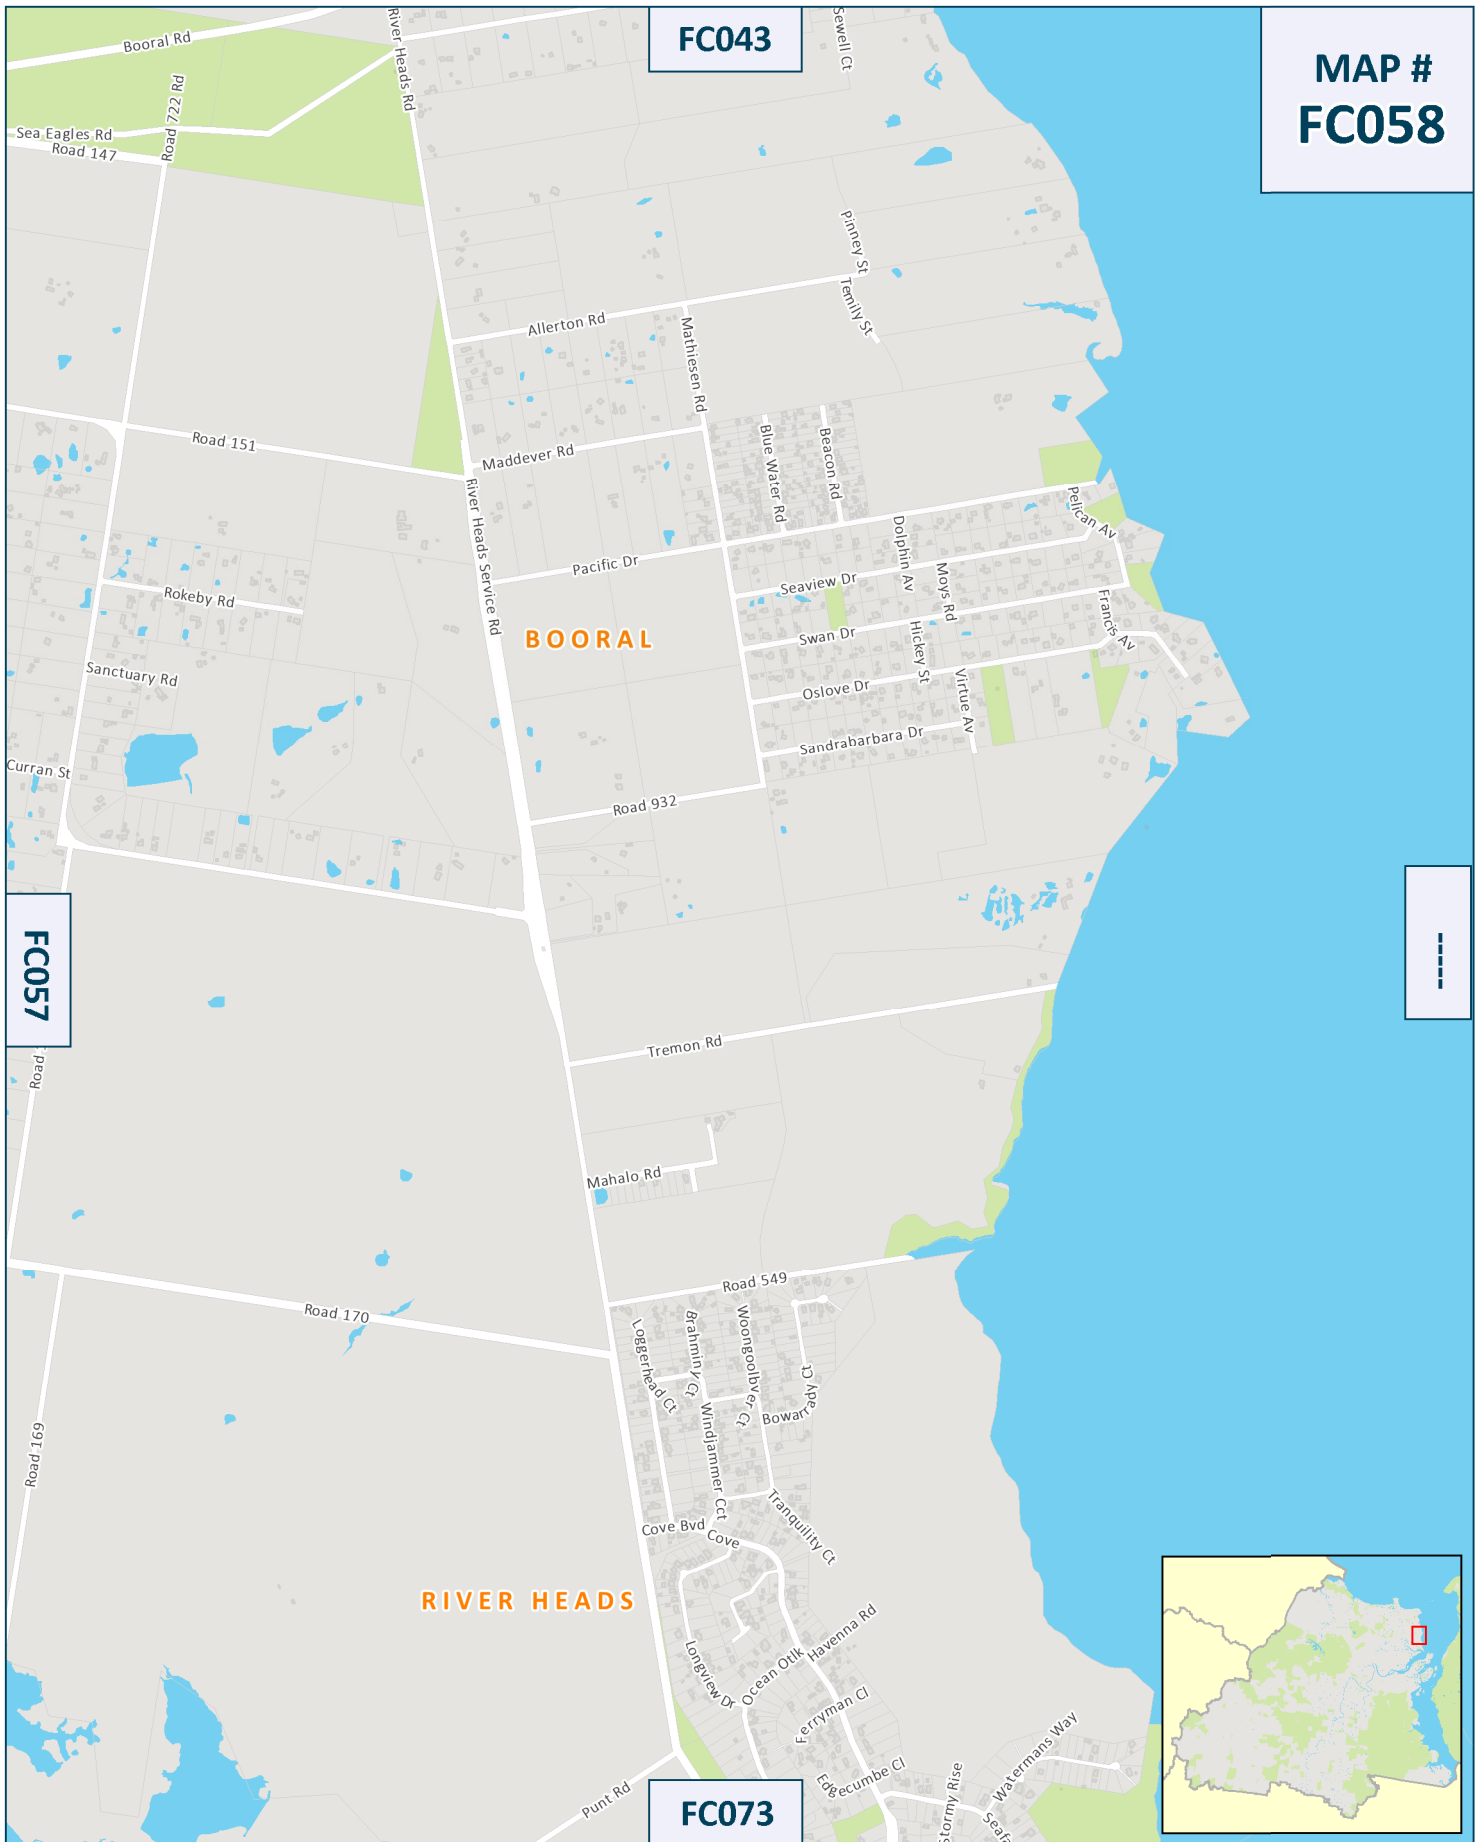 FC043
MAP #
FC058
Booral Rd
River Heads Rd
Sewell Ct
Road 722 Rd
Sea Eagles Rd
Road 147
Pinney St
Temily St
Allerton Rd
Mathiesen Rd
Road 151
Maddever Rd
Blue Water Rd
Beacon Rd
River Heads Service Rd
Pelican Av
Dolphin Av
Pacific Dr
Seaview Dr
Moys Rd
Rokeby Rd
Francis Av
BOORAL
Swan Dr
Hickey St
Sanctuary Rd
Oslove Dr
Virtue Av
Sandrabarbara Dr
Curran St
Road 932
FC057
-----
Road
Tremon Rd
Mahalo Rd
Road 549
Road 170
Loggerhead Ct
Brahminy Ct
Woongoolbver Ct
Bowarrady Ct
Windjammer Cct
Road 169
Tranquility Ct
Cove Bvd
Cove
RIVER HEADS
Havenna Rd
Longview Dr
Ocean Otlk
Ferryman Cl
Watermans Way
Edgecumbe Cl
Stormy Rise
Punt Rd
FC073
Seafa